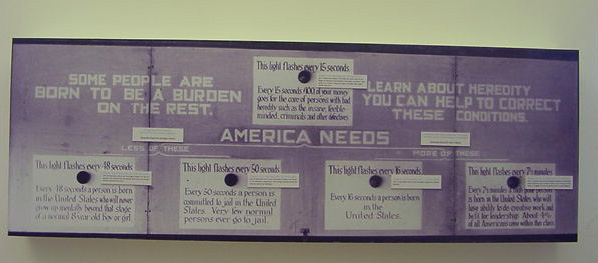 SOME PEOPLE ARE
BORN TO BE A BURDEN
ON THE REST.
This light flashes every 15 seconds.
Every 15 seconds $100 of your money
goes for the care of persons with bad
heredity such as the insane, feeble-
minded, criminals and other defectives
LEARN ABOUT HEREDITY
YOU CAN HELP TO CORRECT
THESE CONDITIONS.
AMERICA NEEDS
LESS OF THESE
MORE OF THESE
This light flashes every 48 seconds
Every 48 seconds a person is born
in the United States who will never
grow up mentally beyond that stage
of a normal 8 year old boy or girl
This light flashes every 50 seconds
Every 50 seconds a person is
committed to jail in the United
States. Very few normal
persons ever go to jail.
This light flashes every 16 seconds
Every 16 seconds a person is born
in the
United States.
This light flashes every 7½ minutes
Every 7½ minutes a high grade person
is born in the United States who will
have ability to do creative work and
be fit for leadership. About 4%
of all Americans come within this class.